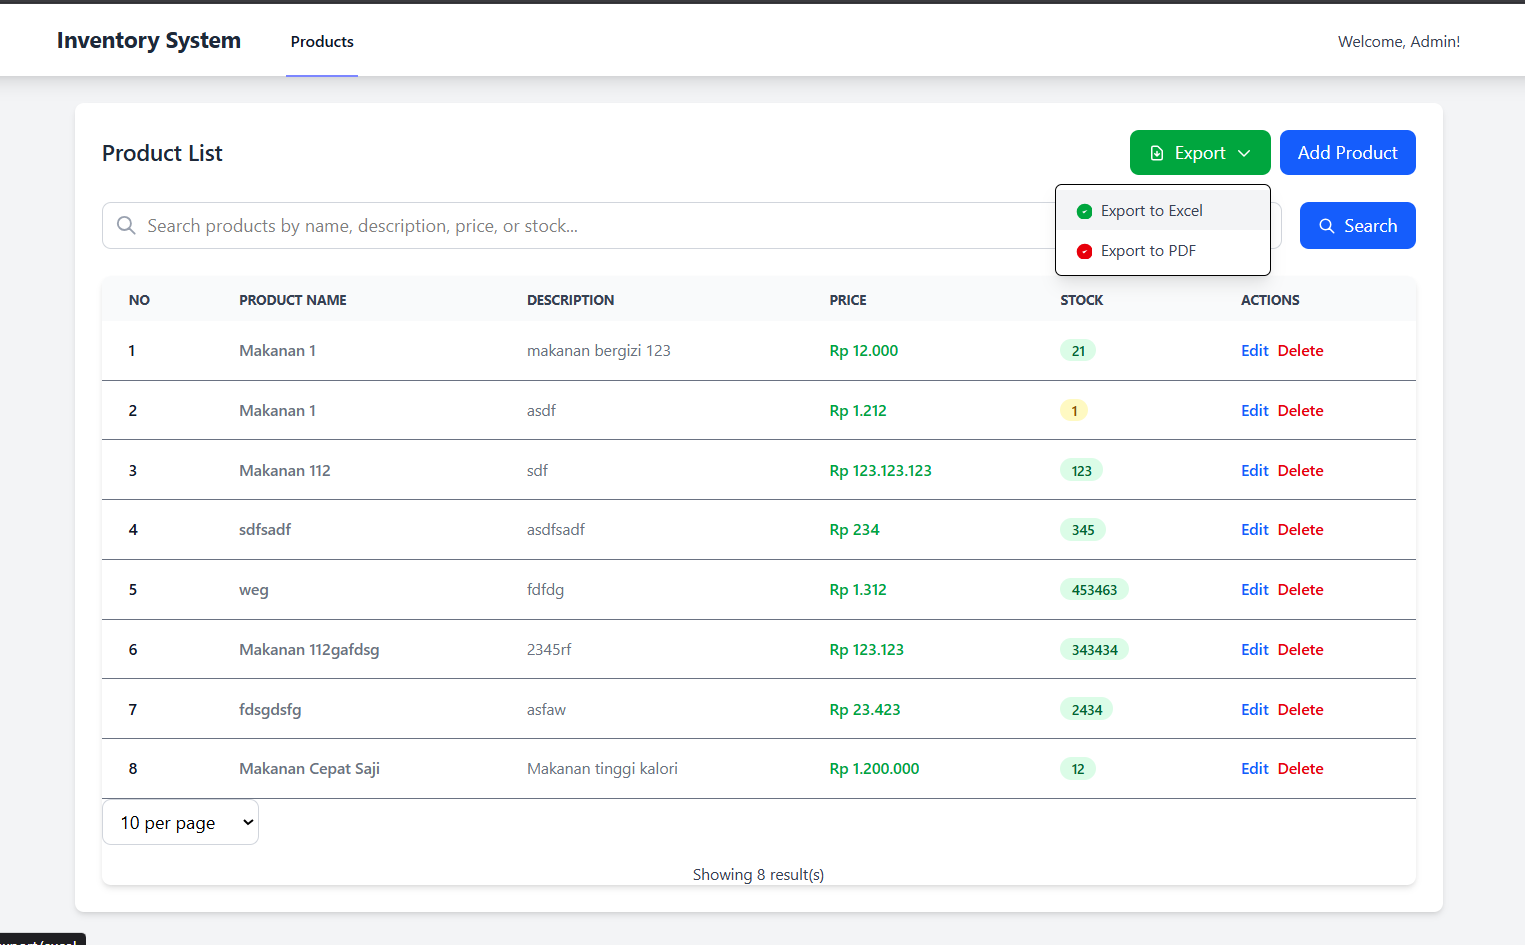 Inventory System
Products
Welcome, Admin!
Product List
Export
Add Product
Export to Excel
Export to PDF
Search products by name, description, price, or stock...
Search
NO PRODUCT NAME DESCRIPTION PRICE STOCK ACTIONS
1 Makanan 1 makanan bergizi 123 Rp 12.000 21 Edit Delete
2 Makanan 1 asdf Rp 1.212 1 Edit Delete
3 Makanan 112 sdf Rp 123.123.123 123 Edit Delete
4 sdfsadf asdfsadf Rp 234 345 Edit Delete
5 weg fdfdg Rp 1.312 453463 Edit Delete
6 Makanan 112gafdsg 2345rf Rp 123.123 343434 Edit Delete
7 fdsgdsfg asfaw Rp 23.423 2434 Edit Delete
8 Makanan Cepat Saji Makanan tinggi kalori Rp 1.200.000 12 Edit Delete
10 per page
Showing 8 result(s)